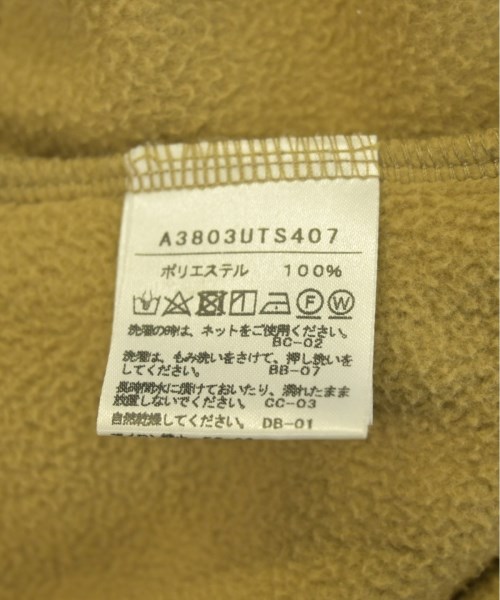 A3803UTS407
ポリエステル 100%
F W
洗濯の時は、ネットをご使用ください。
BC-02
洗濯は、もみ洗いをさけて、押し洗いを
してください。 BB-07
長時間水に漬けておいたり、濡れたまま
放置しないでください。 CC-03
自然乾燥してください。 DB-01